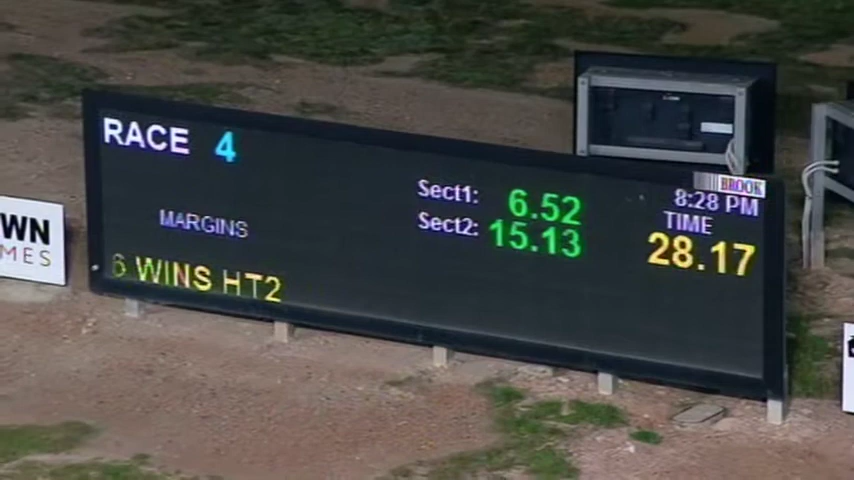 RACE 4
BROOK
Sect1: 6.52
8:28 PM
MARGINS
Sect2: 15.13
TIME
28.17
6 WINS HT2
WN
MES